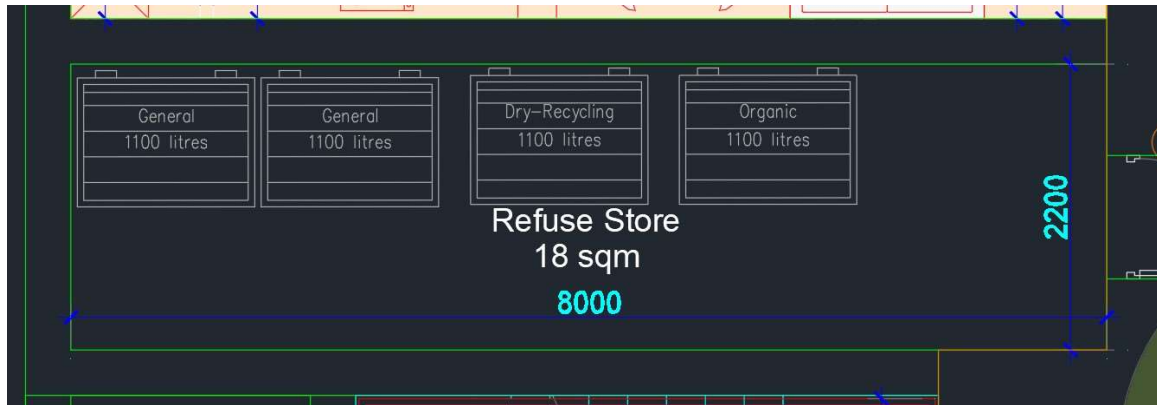 General
1100 litres
General
1100 litres
Dry-Recycling
1100 litres
Organic
1100 litres
Refuse Store
18 sqm
8000
2200